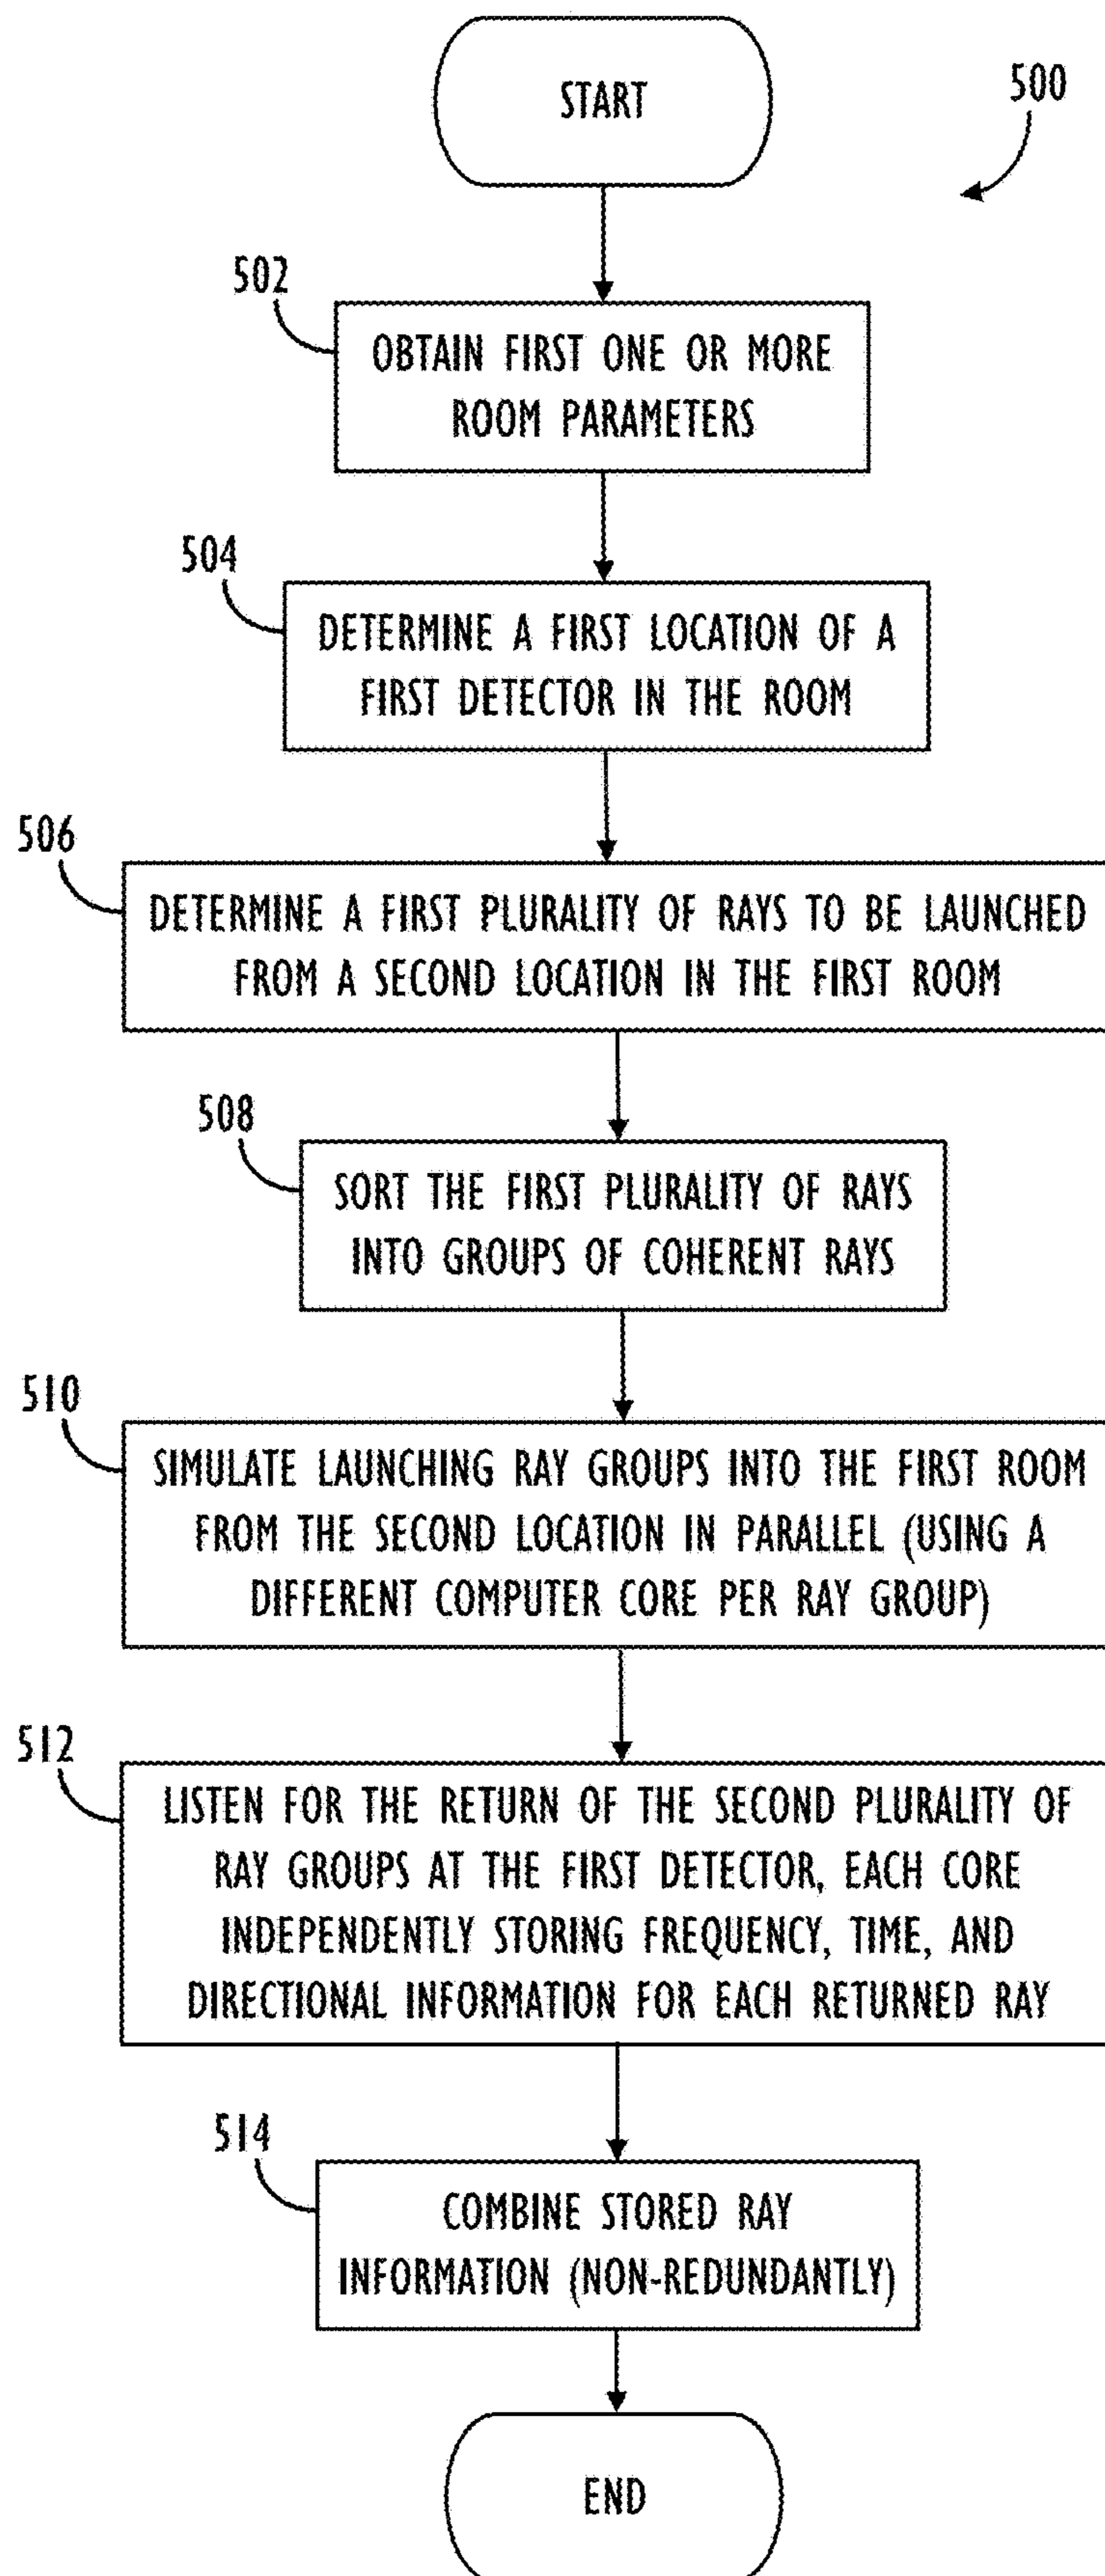 START
500
502
OBTAIN FIRST ONE OR MORE
ROOM PARAMETERS
504
DETERMINE A FIRST LOCATION OF A
FIRST DETECTOR IN THE ROOM
506
DETERMINE A FIRST PLURALITY OF RAYS TO BE LAUNCHED
FROM A SECOND LOCATION IN THE FIRST ROOM
508
SORT THE FIRST PLURALITY OF RAYS
INTO GROUPS OF COHERENT RAYS
510
SIMULATE LAUNCHING RAY GROUPS INTO THE FIRST ROOM
FROM THE SECOND LOCATION IN PARALLEL (USING A
DIFFERENT COMPUTER CORE PER RAY GROUP)
512
LISTEN FOR THE RETURN OF THE SECOND PLURALITY OF
RAY GROUPS AT THE FIRST DETECTOR, EACH CORE
INDEPENDENTLY STORING FREQUENCY, TIME, AND
DIRECTIONAL INFORMATION FOR EACH RETURNED RAY
514
COMBINE STORED RAY
INFORMATION (NON-REDUNDANTLY)
END